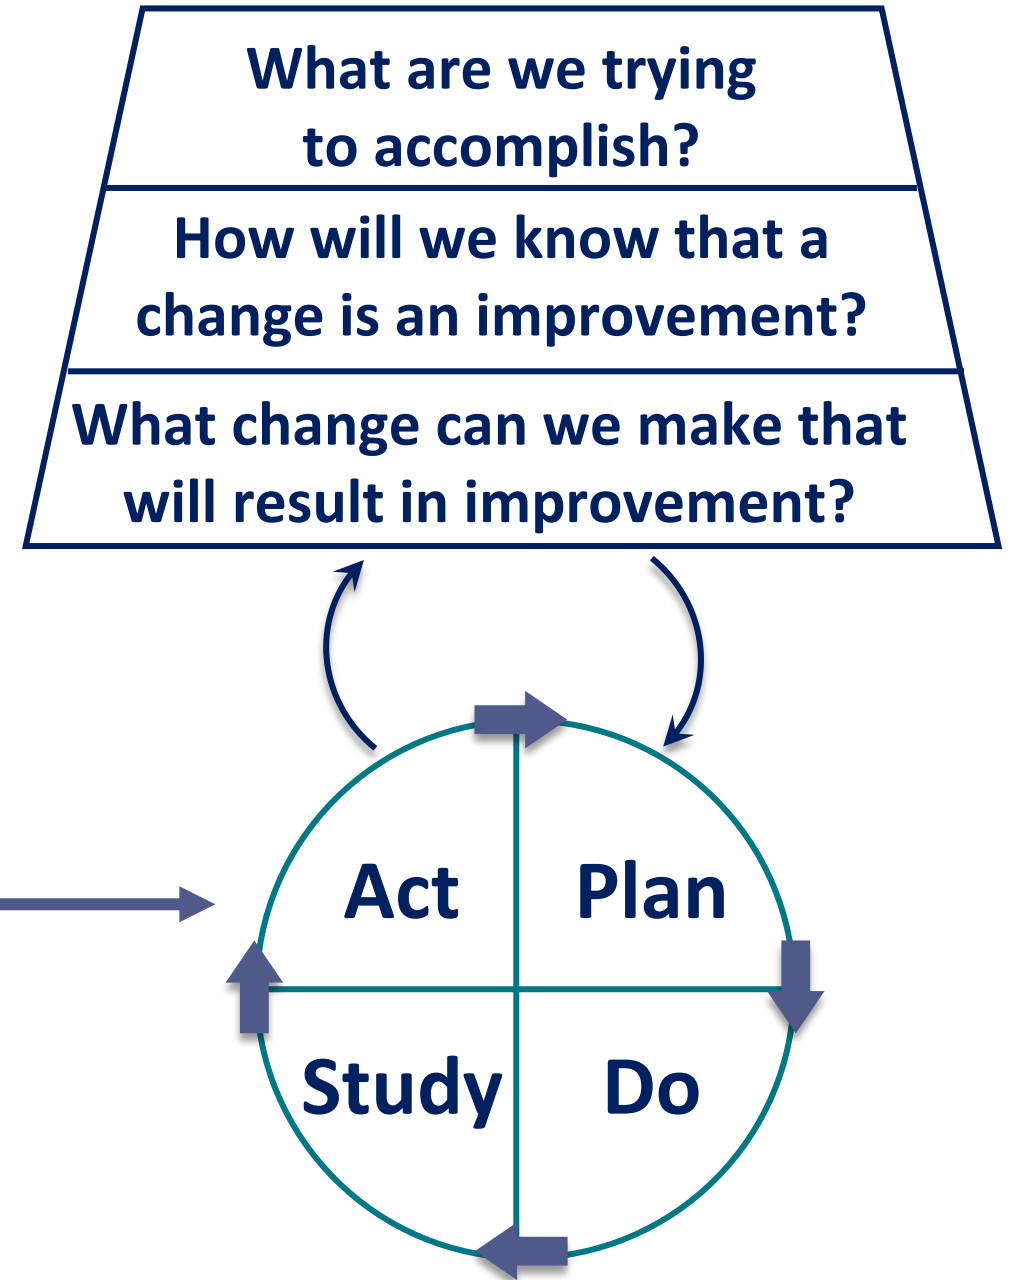 What are we trying
to accomplish?
How will we know that a
change is an improvement?
What change can we make that
will result in improvement?
Act
Plan
Study
Do